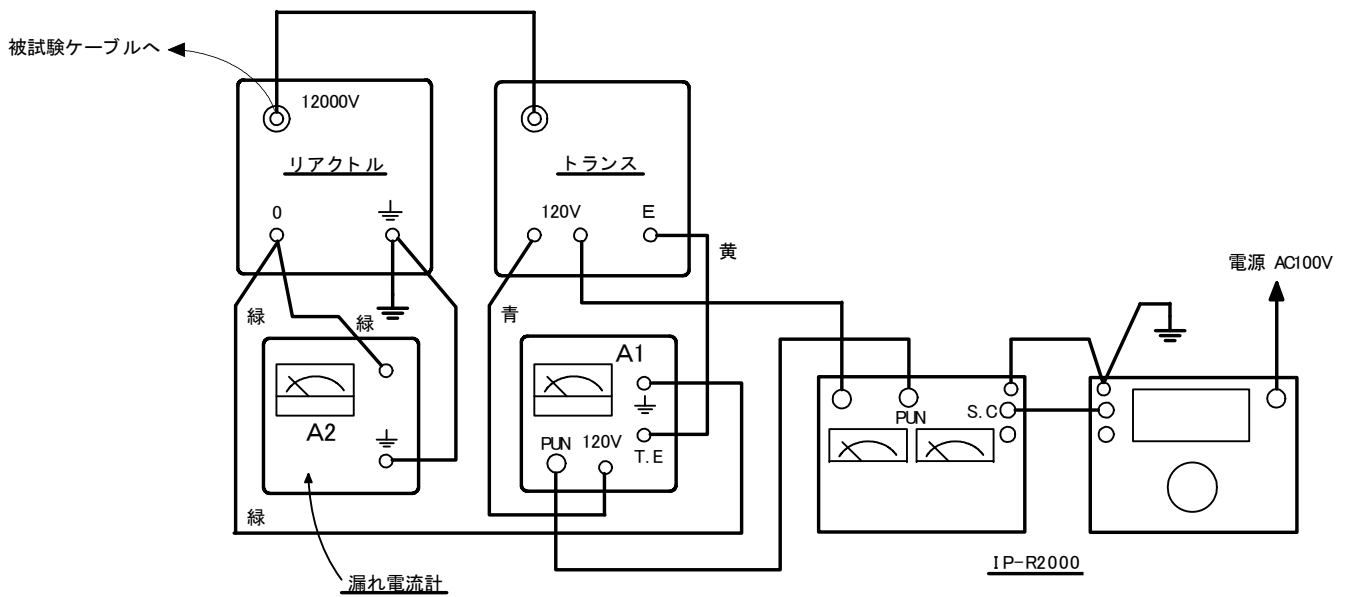 被試験ケーブルへ
12000V
リアクトル
トランス
0
120V
E
黄
電源 AC100V
緑
緑
青
A1
A2
PUN
120V
T.E
PUN
S.C
緑
IP-R2000
漏れ電流計